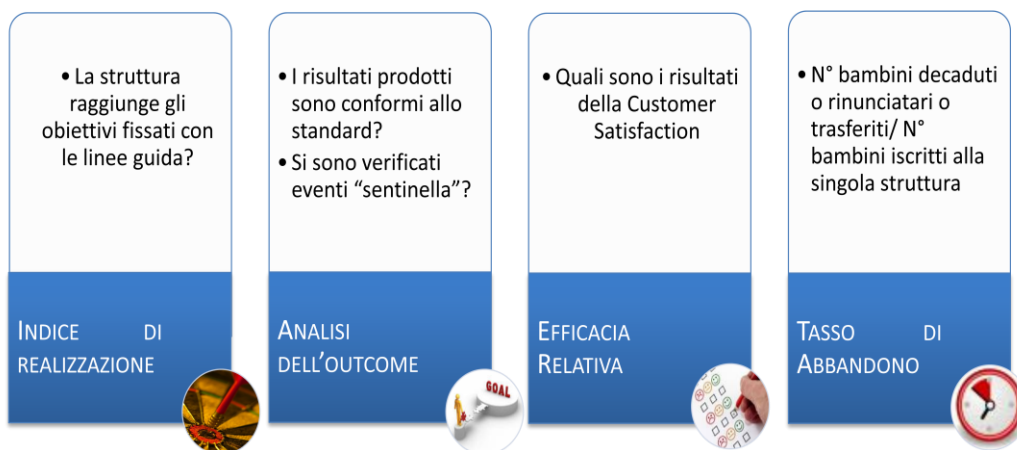 • La struttura
raggiunge gli
obiettivi fissati con
le linee guida?
INDICE DI
REALIZZAZIONE
• I risultati prodotti
sono conformi allo
standard?
• Si sono verificati
eventi “sentinella”?
ANALISI
DELL’OUTCOME
GOAL
• Quali sono i risultati
della Customer
Satisfaction
EFFICACIA
RELATIVA
• N° bambini decaduti
o rinunciatari o
trasferiti/ N°
bambini iscritti alla
singola struttura
TASSO DI
ABBANDONO